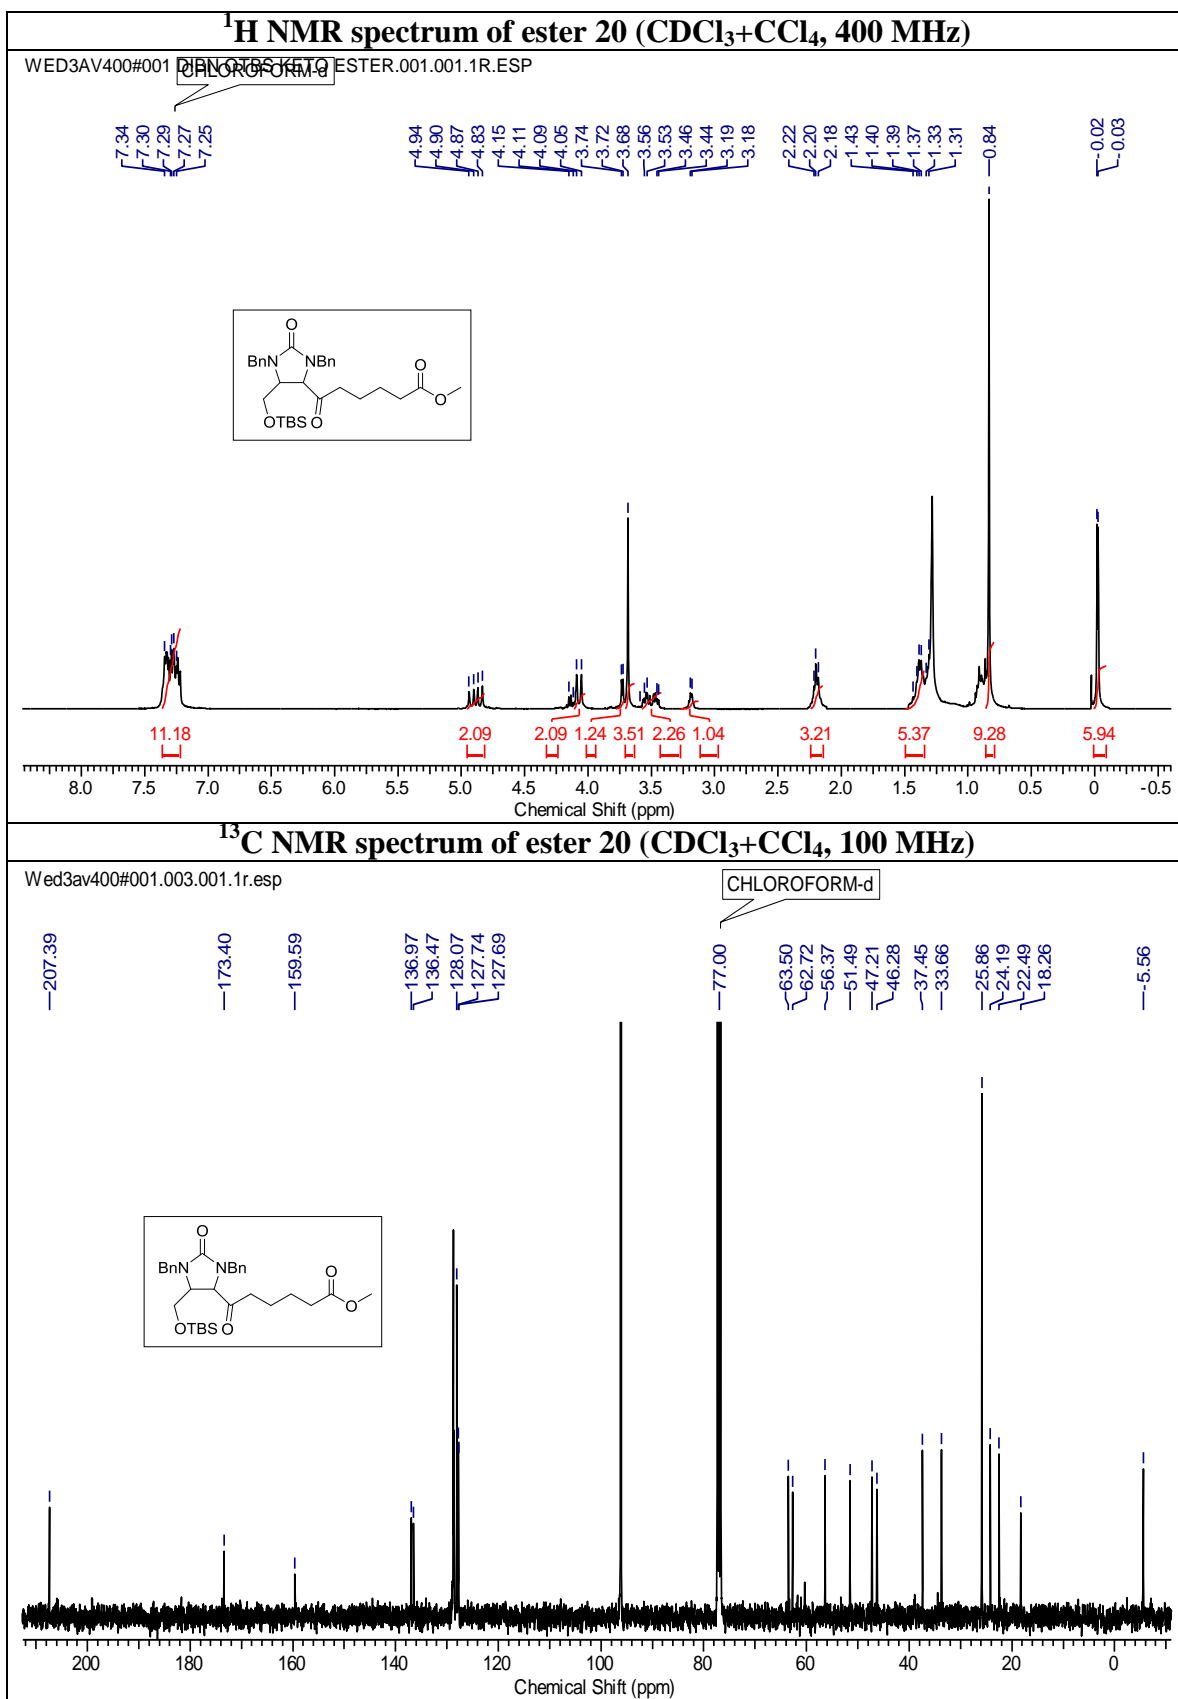 ¹H NMR spectrum of ester 20 (CDCl₃+CCl₄, 400 MHz)
WED3AV400#001 DIBN OTBS KETO ESTER.001.001.1R.ESP
CHLOROFORM-d
7.34 7.30 7.29 7.27 7.25 4.94 4.90 4.87 4.83 4.15 4.11 4.09 4.05 3.74 3.72 3.68 3.56 3.53 3.46 3.44 3.19 3.18 2.22 2.20 2.18 1.43 1.40 1.39 1.37 1.33 1.31 0.84 -0.02 -0.03
O
BnN N Bn
O
O
OTBS O
11.18 2.09 2.09 1.24 3.51 2.26 1.04 3.21 5.37 9.28 5.94
8.0 7.5 7.0 6.5 6.0 5.5 5.0 4.5 4.0 3.5 3.0 2.5 2.0 1.5 1.0 0.5 0 -0.5
Chemical Shift (ppm)
¹³C NMR spectrum of ester 20 (CDCl₃+CCl₄, 100 MHz)
Wed3av400#001.003.001.1r.esp
CHLOROFORM-d
207.39 173.40 159.59 136.97 136.47 128.07 127.74 127.69 77.00 63.50 62.72 56.37 51.49 47.21 46.28 37.45 33.66 25.86 24.19 22.49 18.26 -5.56
O
BnN N Bn
O
O
OTBS O
200 180 160 140 120 100 80 60 40 20 0
Chemical Shift (ppm)